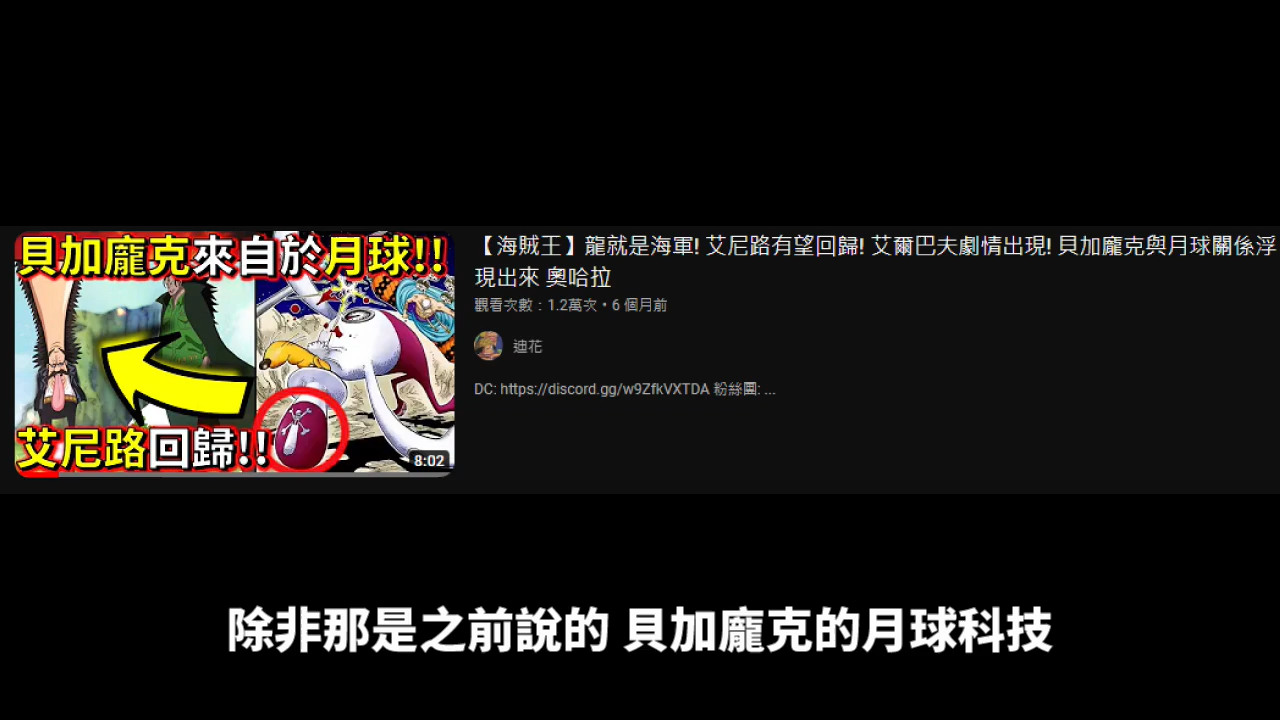 貝加龐克來自於月球!!
艾尼路回歸!!
8:02
【海賊王】龍就是海軍! 艾尼路有望回歸! 艾爾巴夫劇情出現! 貝加龐克與月球關係浮
現出來 奧哈拉
觀看次數：1.2萬次・6 個月前
迪花
DC: https://discord.gg/w9ZfkVXTDA 粉絲團: ...
除非那是之前說的 貝加龐克的月球科技